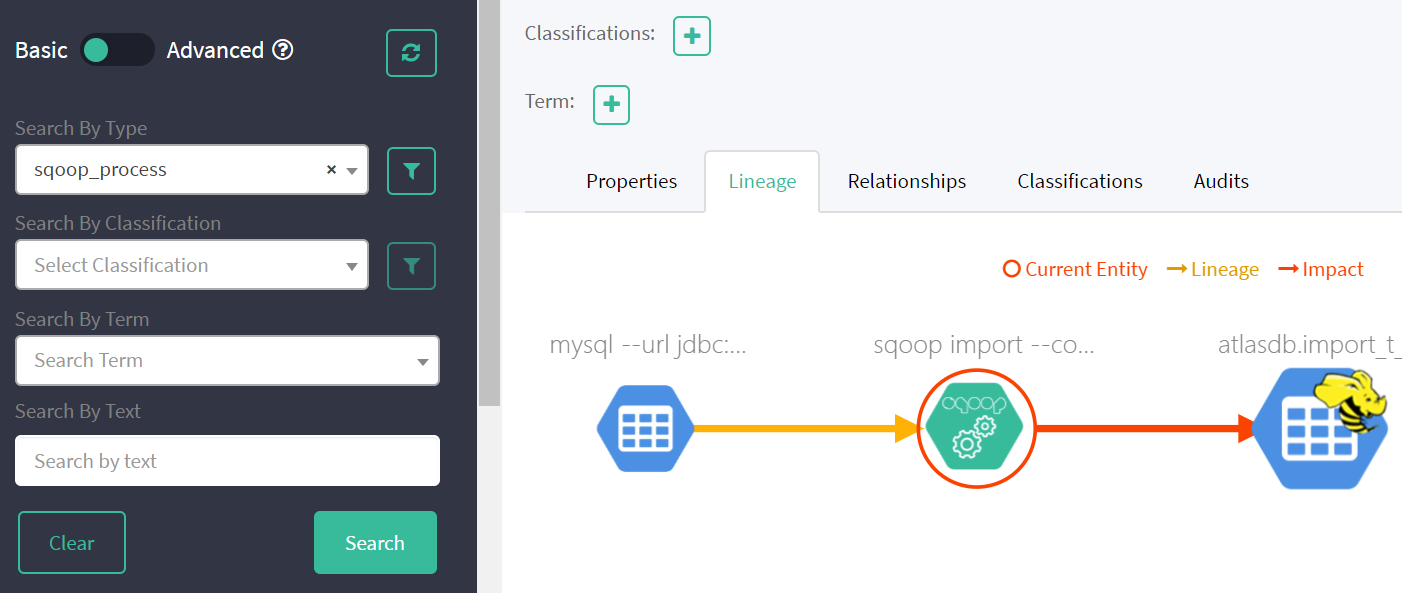 Basic Advanced ?
Search By Type
sqoop_process ×
Search By Classification
Select Classification
Search By Term
Search Term
Search By Text
Search by text
Clear Search
Classifications:
Term:
Properties Lineage Relationships Classifications Audits
Current Entity Lineage Impact
mysql --url jdbc:... sqoop import --co... atlasdb.import_t_
sqoop